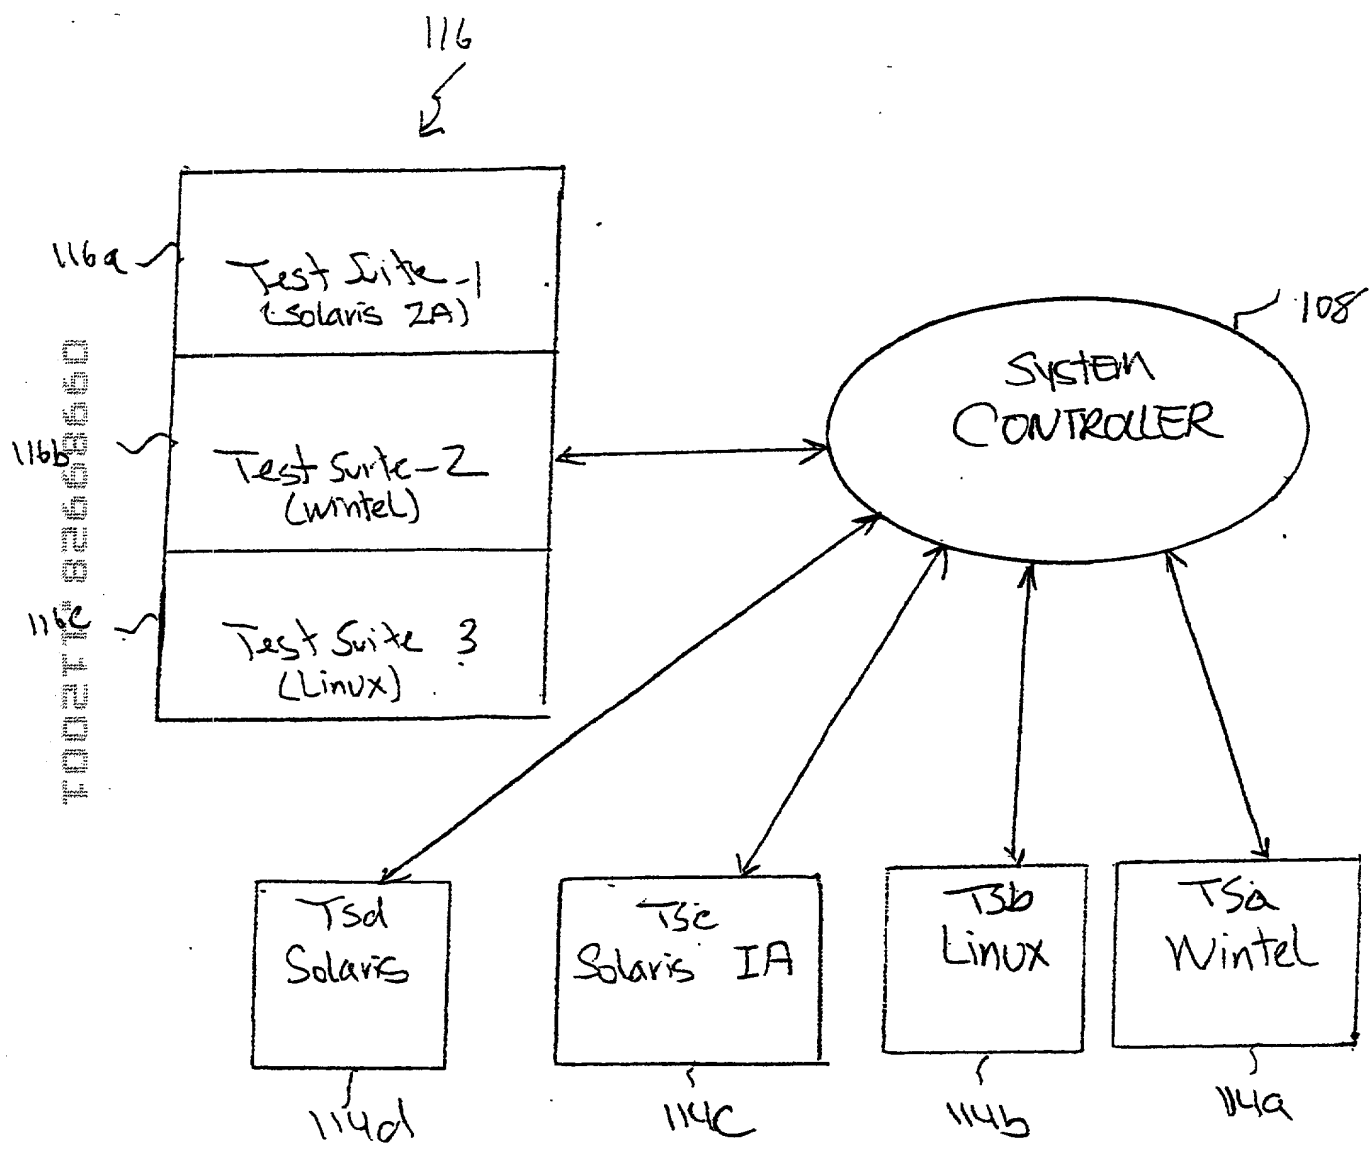 116
116a
Test Suite-1
(Solaris IA)
108
System
CONTROLLER
116b
Test Suite-2
(Wintel)
116c
Test Suite 3
(Linux)
TSd
Solaris
TSc
Solaris IA
TSb
Linux
TSa
Wintel
114d
114c
114b
114a